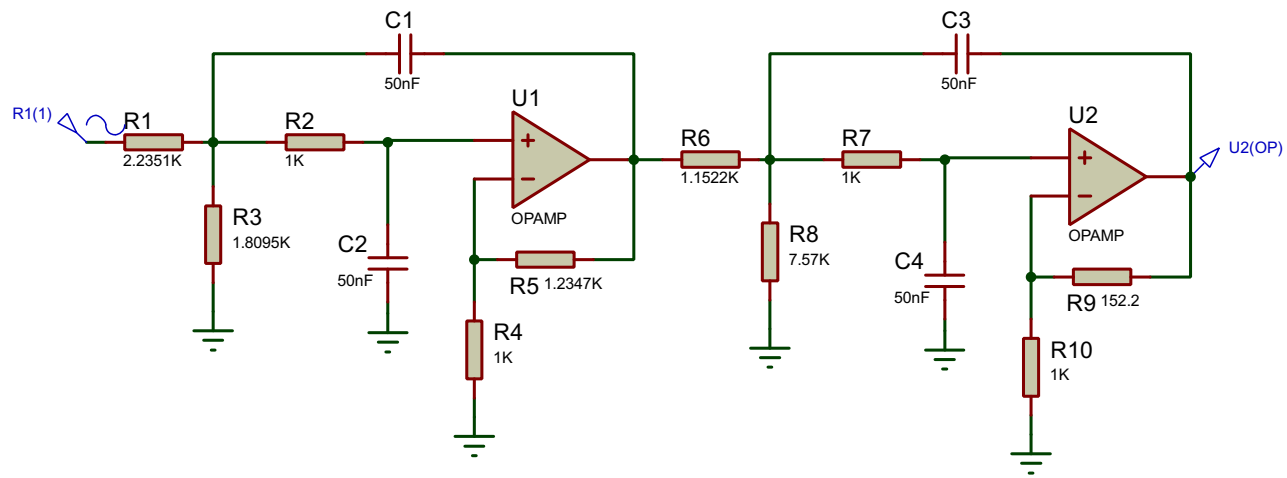 C1
50nF
C3
50nF
R1(1)
R1
2.2351K
R2
1K
U1
+
−
OPAMP
R6
1.1522K
R7
1K
U2
+
−
OPAMP
U2(OP)
R3
1.8095K
C2
50nF
R5 1.2347K
R4
1K
R8
7.57K
C4
50nF
R9 152.2
R10
1K